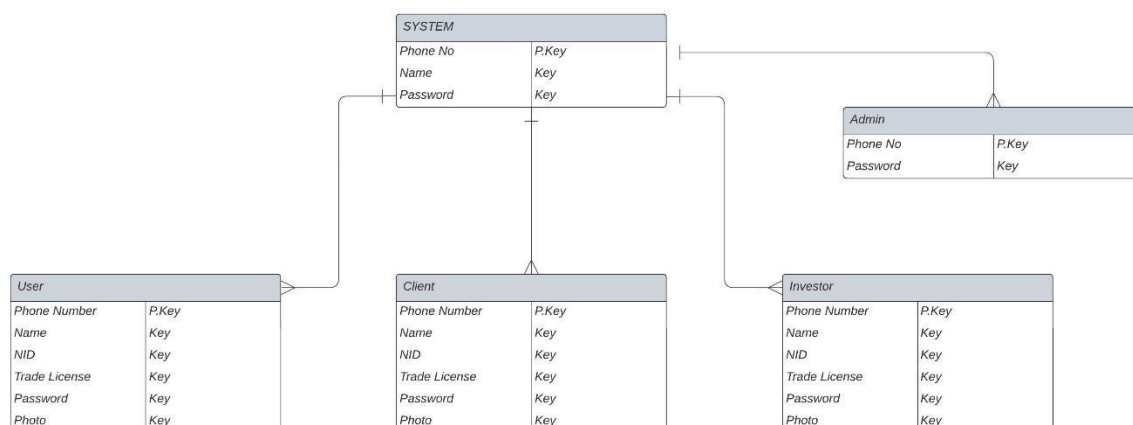 SYSTEM
Phone No P.Key
Name Key
Password Key
Admin
Phone No P.Key
Password Key
User
Phone Number P.Key
Name Key
NID Key
Trade License Key
Password Key
Photo Key
Client
Phone Number P.Key
Name Key
NID Key
Trade License Key
Password Key
Photo Key
Investor
Phone Number P.Key
Name Key
NID Key
Trade License Key
Password Key
Photo Key